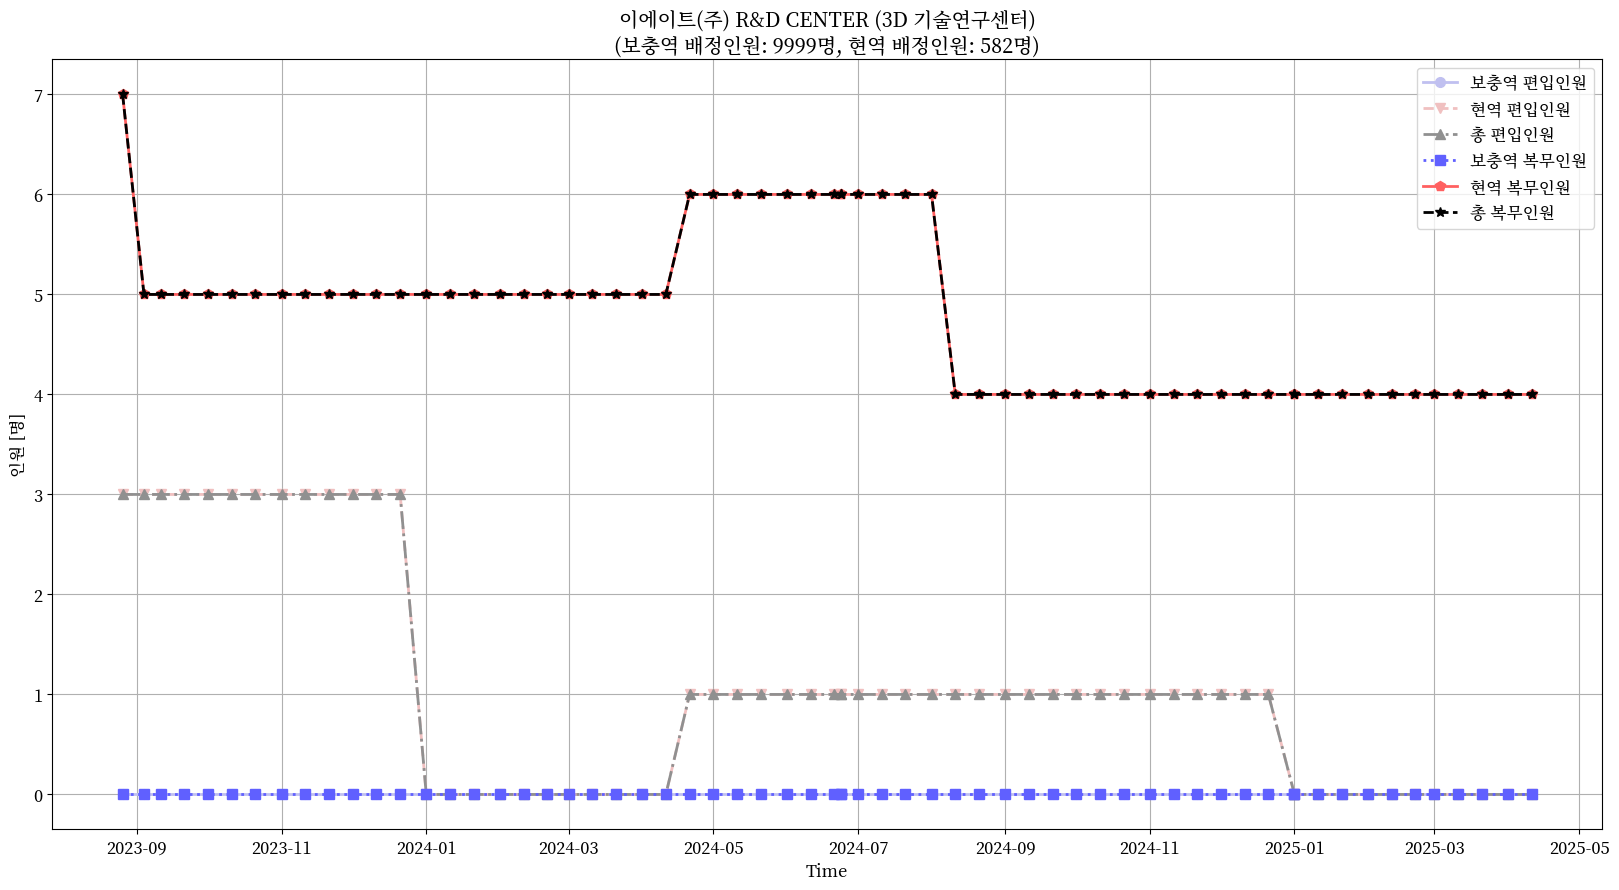 이에이트(주) R&D CENTER (3D 기술연구센터)
(보충역 배정인원: 9999명, 현역 배정인원: 582명)
보충역 편입인원
현역 편입인원
총 편입인원
보충역 복무인원
현역 복무인원
총 복무인원
인원 [명]
7
6
5
4
3
2
1
0
2023-09
2023-11
2024-01
2024-03
2024-05
2024-07
2024-09
2024-11
2025-01
2025-03
2025-05
Time